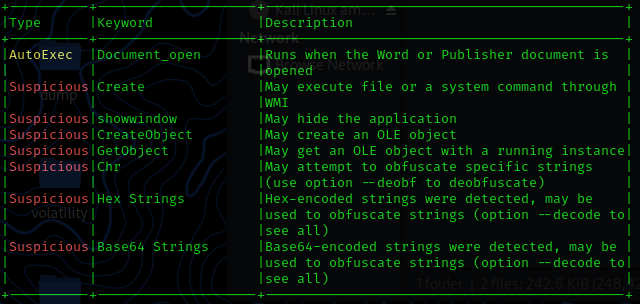 Kali Linux am...
Type Keyword Description
Network
AutoExec Document_open Runs when the Word or Publisher document is
opened
Browse Network
Suspicious Create May execute file or a system command through
WMI
dump
Suspicious showwindow May hide the application
Suspicious CreateObject May create an OLE object
Suspicious GetObject May get an OLE object with a running instance
Suspicious Chr May attempt to obfuscate specific strings
(use option --deobf to deobfuscate)
Suspicious Hex Strings Hex-encoded strings were detected, may be
used to obfuscate strings (option --decode to
see all)
volatility
Suspicious Base64 Strings Base64-encoded strings were detected, may be
used to obfuscate strings (option --decode to
see all)
1 folder | 2 files: 242.6 KiB (248,